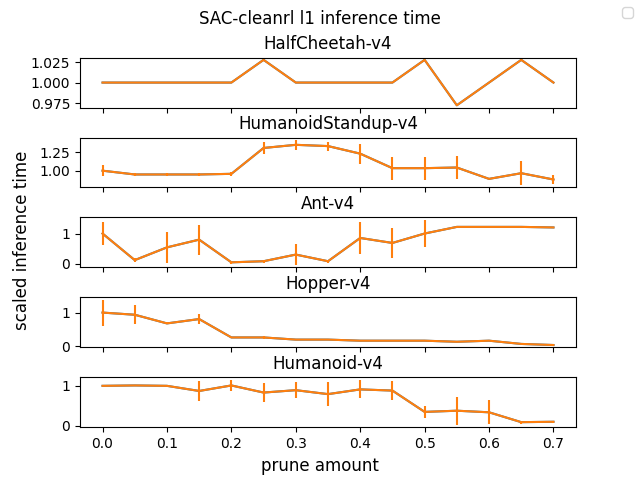 SAC-cleanrl l1 inference time
HalfCheetah-v4
1.025
1.000
0.975
HumanoidStandup-v4
1.25
1.00
Ant-v4
1
0
scaled inference time
Hopper-v4
1
0
Humanoid-v4
1
0
0.0 0.1 0.2 0.3 0.4 0.5 0.6 0.7
prune amount